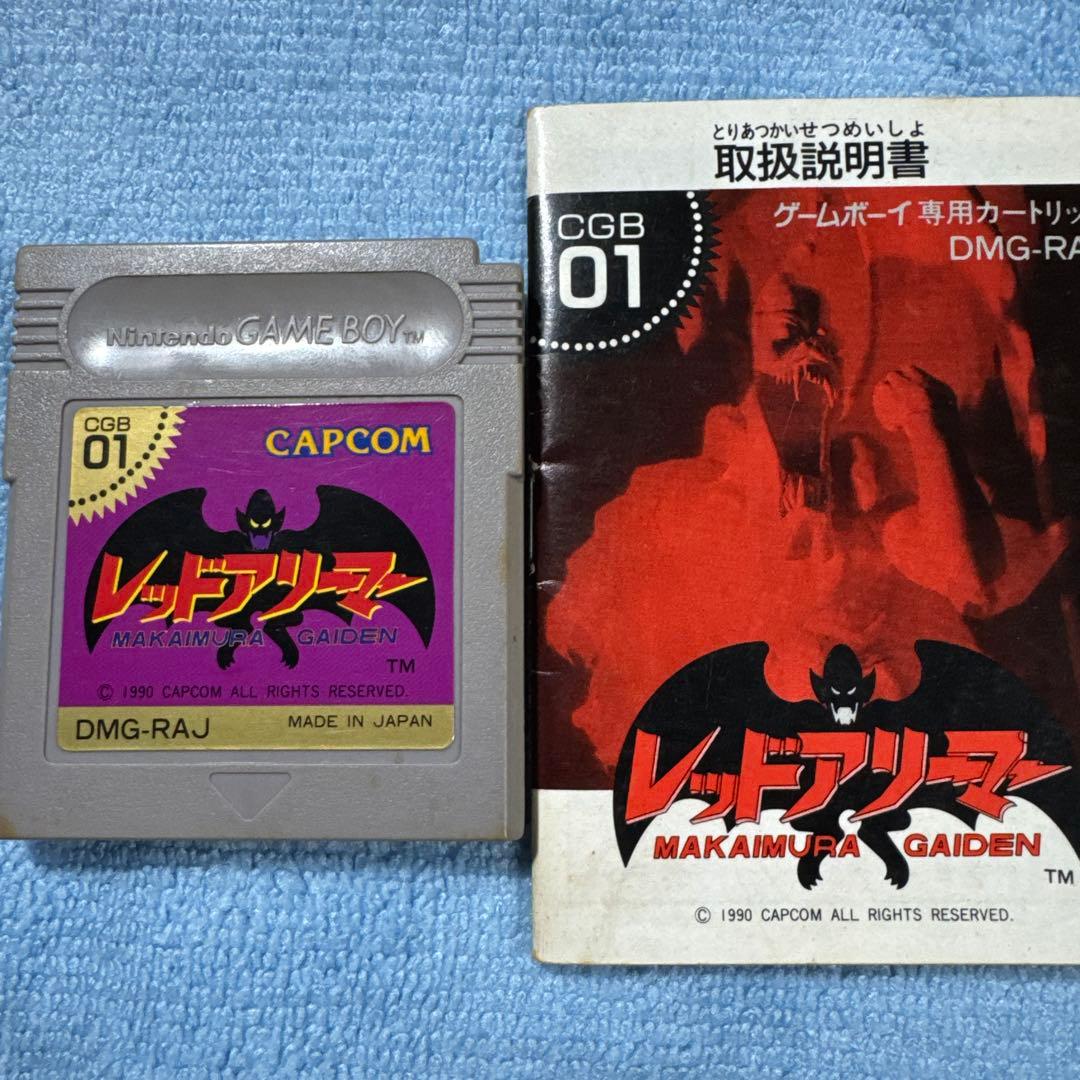 Nintendo GAME BOY TM
CGB
01
CAPCOM
レッドアリーマー
MAKAIMURA GAIDEN
TM
© 1990 CAPCOM ALL RIGHTS RESERVED.
DMG-RAJ MADE IN JAPAN
とりあつかいせつめいしょ
取扱説明書
CGB
01
ゲームボーイ専用カートリッ
DMG-RA
レッドアリーマー
MAKAIMURA GAIDEN
TM
© 1990 CAPCOM ALL RIGHTS RESERVED.